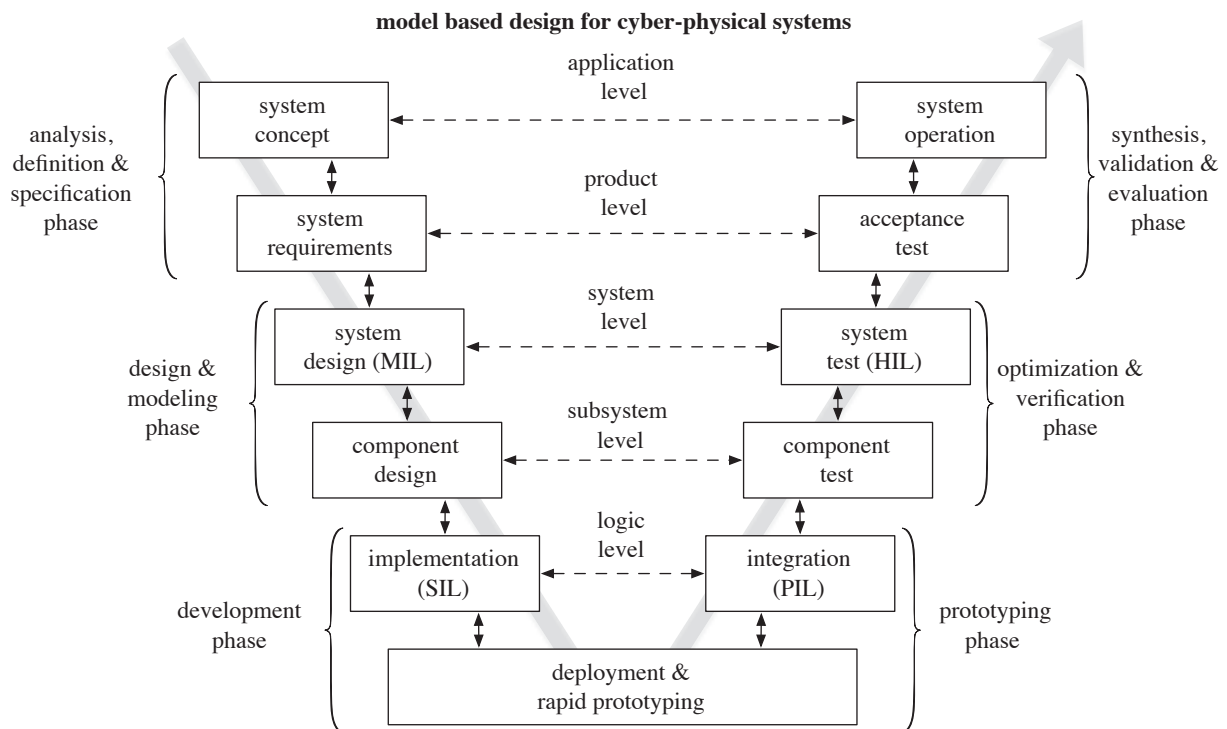 model based design for cyber-physical systems
application
level
system
concept
system
operation
analysis,
definition &
specification
phase
synthesis,
validation &
evaluation
phase
product
level
system
requirements
acceptance
test
system
level
system
design (MIL)
system
test (HIL)
design &
modeling
phase
optimization &
verification
phase
subsystem
level
component
design
component
test
logic
level
implementation
(SIL)
integration
(PIL)
development
phase
prototyping
phase
deployment &
rapid prototyping